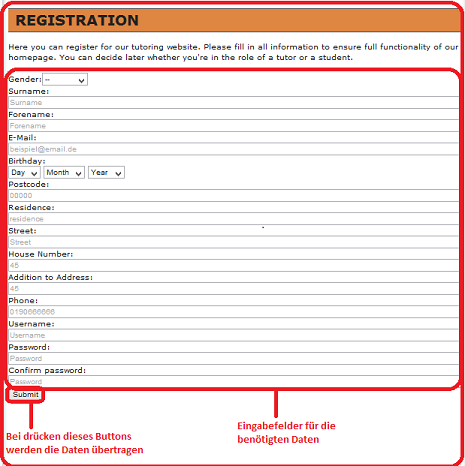 REGISTRATION
Here you can register for our tutoring website. Please fill in all information to ensure full functionality of our
homepage. You can decide later whether you're in the role of a tutor or a student.
Gender: --
Surname:
Surname
Forename:
Forename
E-Mail:
beispiel@email.de
Birthday:
Day Month Year
Postcode:
00000
Residence:
residence
Street:
Street
House Number:
45
Addition to Address:
45
Phone:
0190666666
Username:
Username
Password:
Password
Confirm password:
Password
Submit
Bei drücken dieses Buttons
werden die Daten übertragen
Eingabefelder für die
benötigten Daten